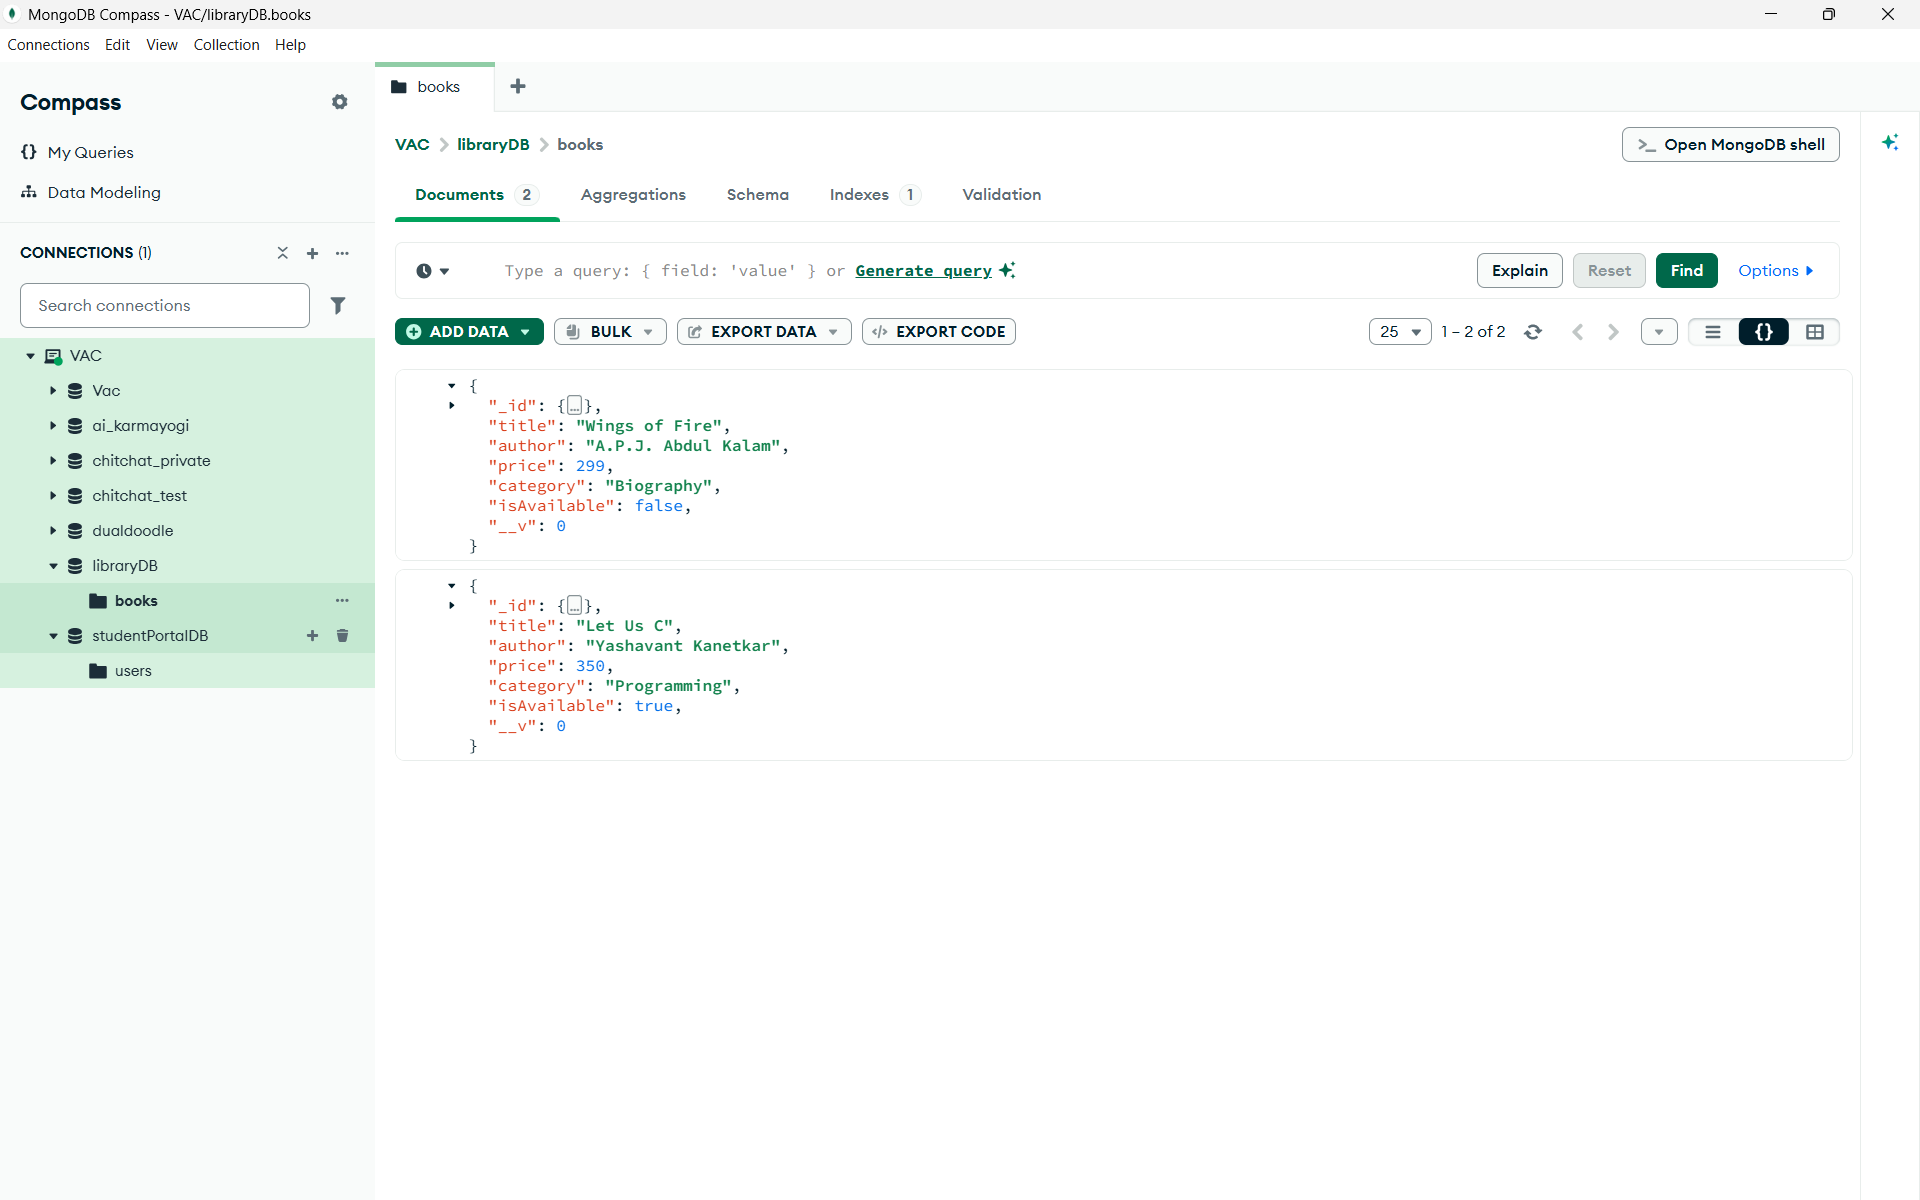 MongoDB Compass - VAC/libraryDB.books
Connections Edit View Collection Help
Compass
My Queries
Data Modeling
CONNECTIONS (1)
Search connections
VAC
Vac
ai_karmayogi
chitchat_private
chitchat_test
dualdoodle
libraryDB
books
studentPortalDB
users
books
VAC > libraryDB > books
>_ Open MongoDB shell
Documents 2 Aggregations Schema Indexes 1 Validation
Type a query: { field: 'value' } or Generate query
Explain Reset Find Options
ADD DATA BULK EXPORT DATA </> EXPORT CODE
25 1 – 2 of 2 {}
{
"_id": {…},
"title": "Wings of Fire",
"author": "A.P.J. Abdul Kalam",
"price": 299,
"category": "Biography",
"isAvailable": false,
"__v": 0
}
{
"_id": {…},
"title": "Let Us C",
"author": "Yashavant Kanetkar",
"price": 350,
"category": "Programming",
"isAvailable": true,
"__v": 0
}